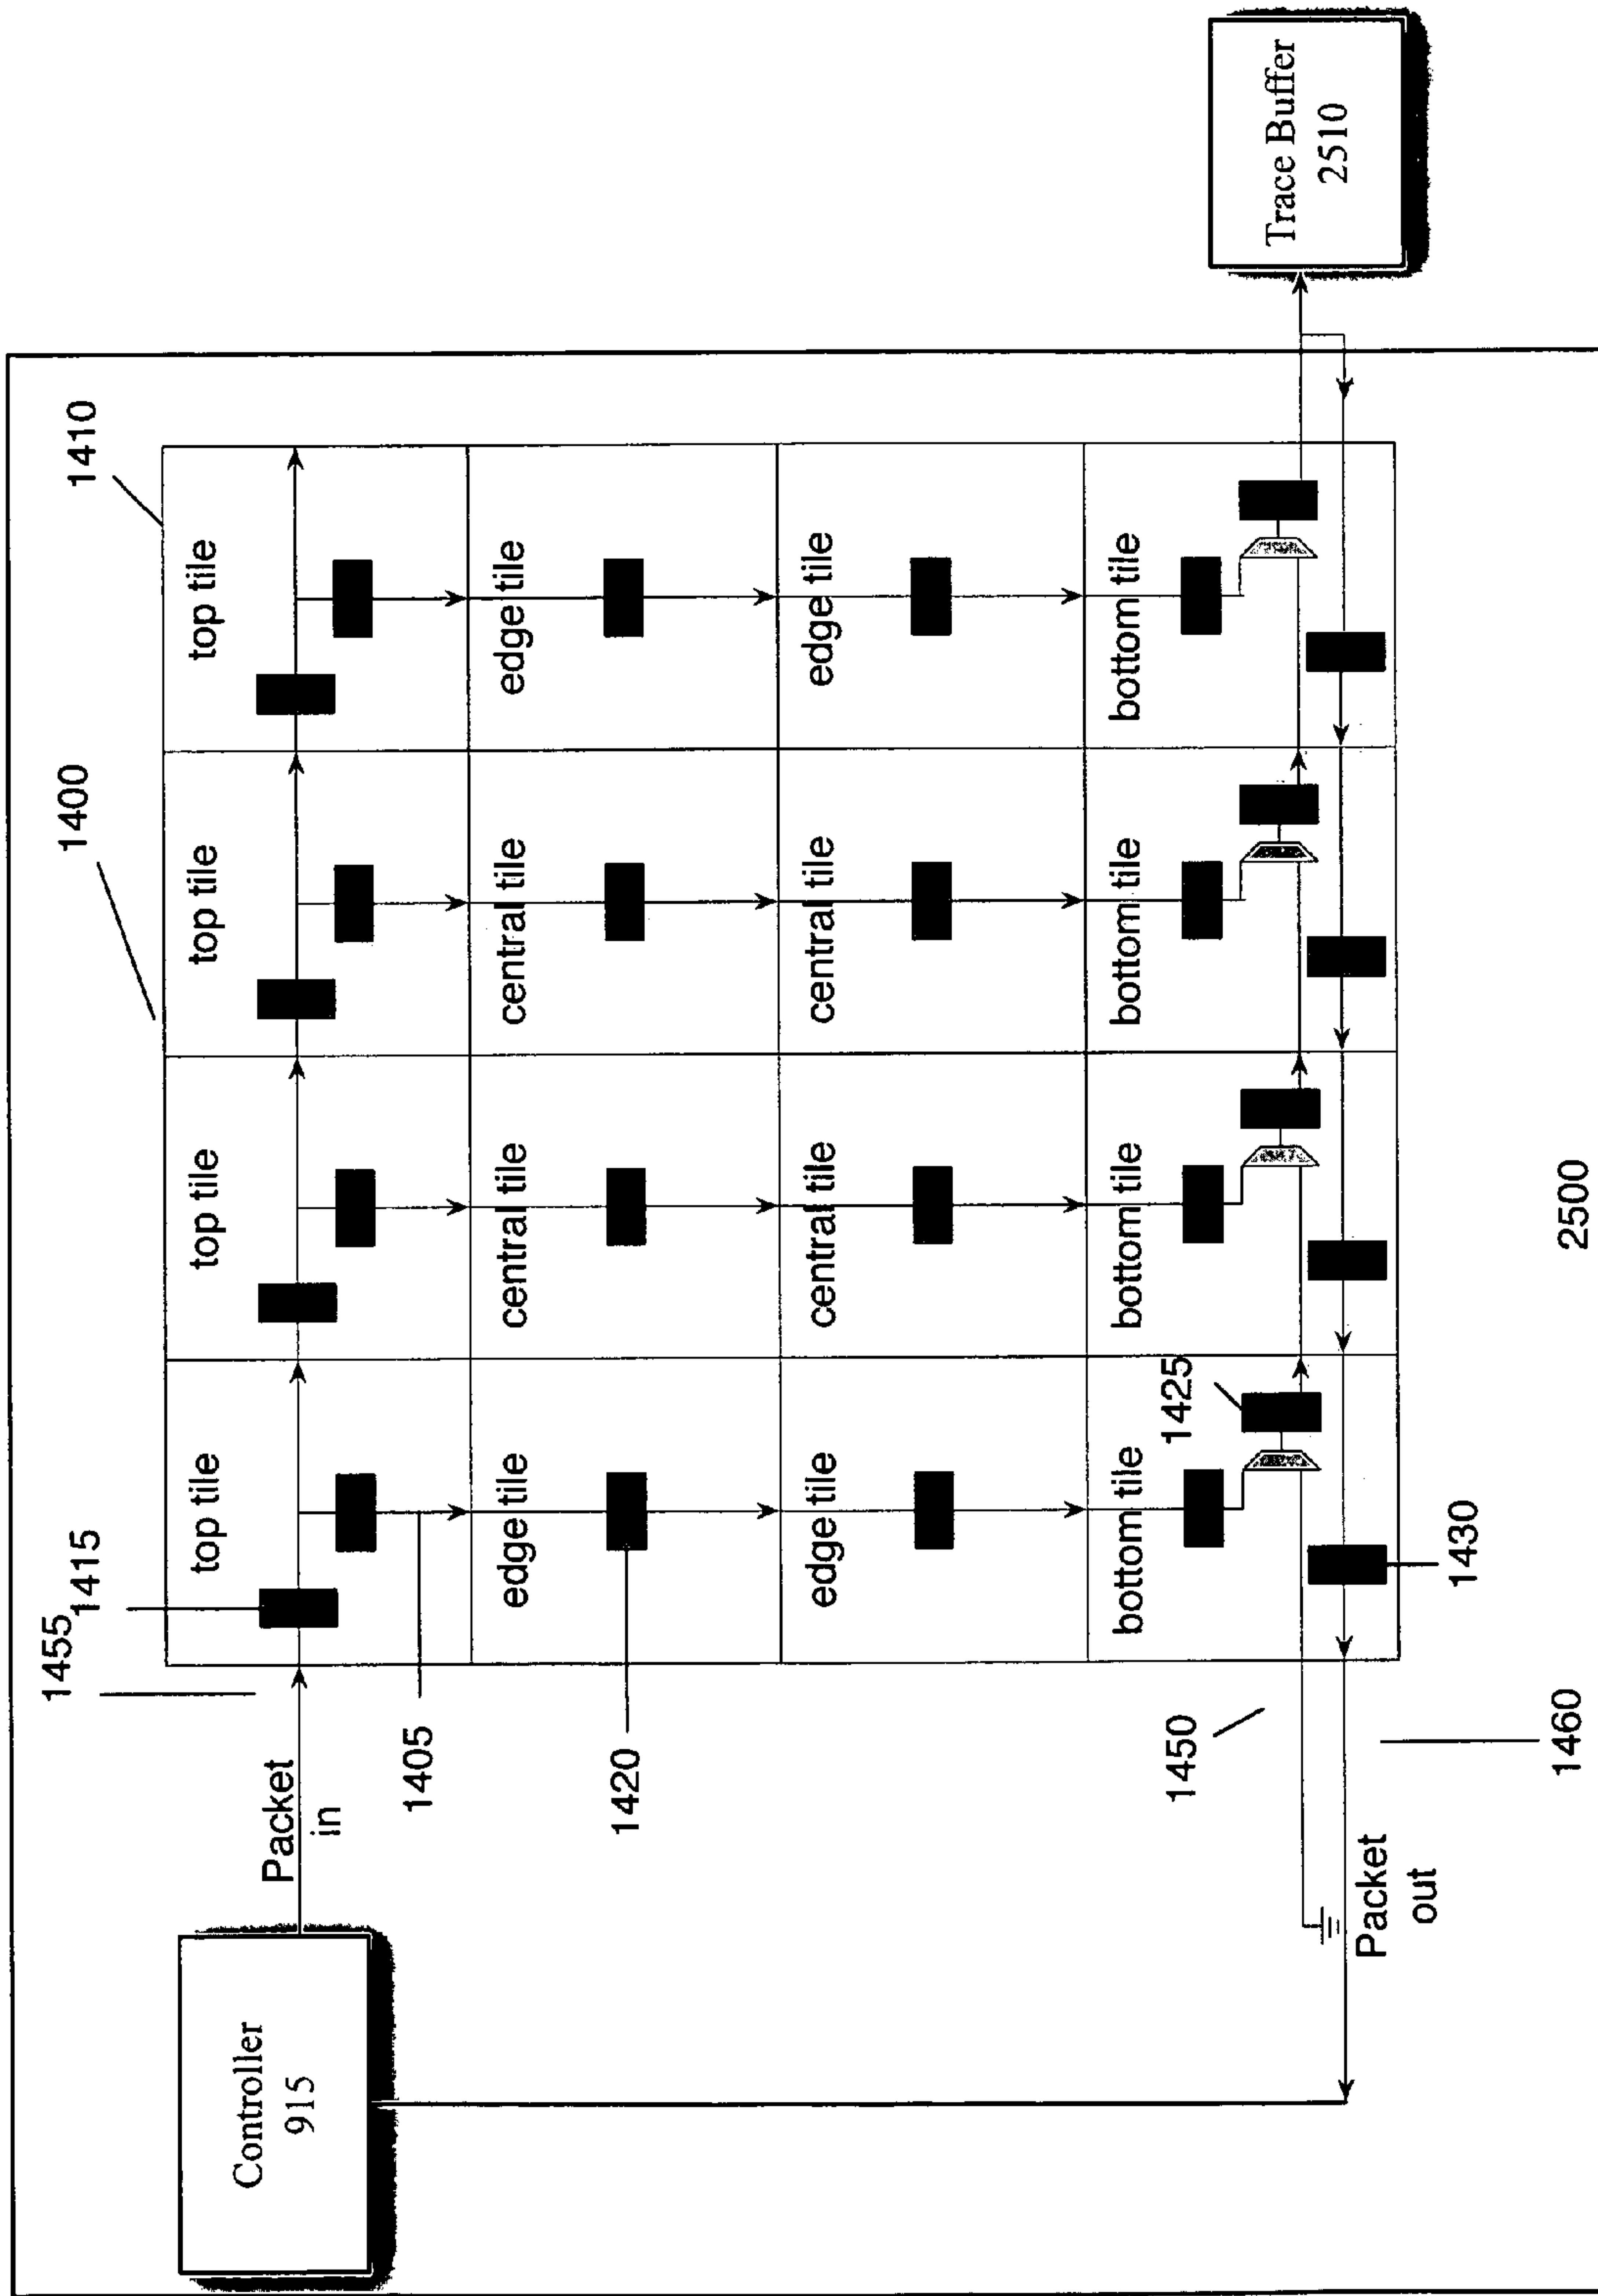 1455
1415
1400
1410
top tile
top tile
top tile
top tile
Controller
915
Packet
in
1405
edge tile
central tile
central tile
edge tile
1420
edge tile
central tile
central tile
edge tile
bottom tile
bottom tile
bottom tile
bottom tile
1450
1425
Trace Buffer
2510
Packet
out
1430
1460
2500